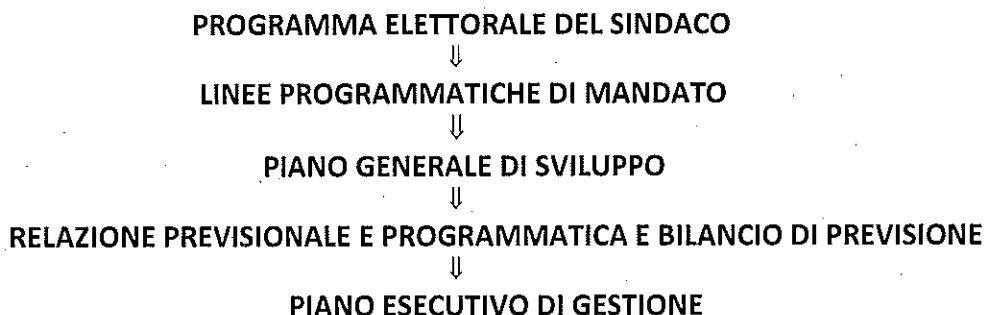 PROGRAMMA ELETTORALE DEL SINDACO
⇓
LINEE PROGRAMMATICHE DI MANDATO
⇓
PIANO GENERALE DI SVILUPPO
⇓
RELAZIONE PREVISIONALE E PROGRAMMATICA E BILANCIO DI PREVISIONE
⇓
PIANO ESECUTIVO DI GESTIONE